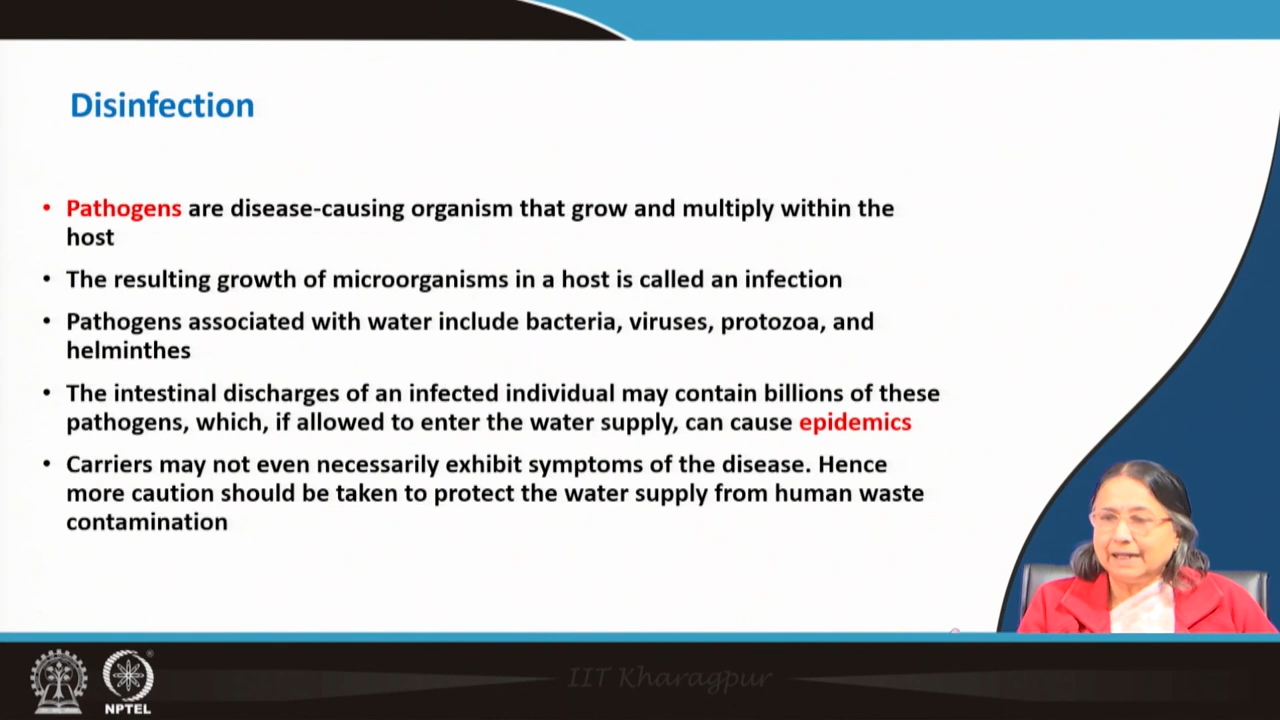 Disinfection
• Pathogens are disease-causing organism that grow and multiply within the
host
• The resulting growth of microorganisms in a host is called an infection
• Pathogens associated with water include bacteria, viruses, protozoa, and
helminthes
• The intestinal discharges of an infected individual may contain billions of these
pathogens, which, if allowed to enter the water supply, can cause epidemics
• Carriers may not even necessarily exhibit symptoms of the disease. Hence
more caution should be taken to protect the water supply from human waste
contamination
IIT Kharagpur
NPTEL